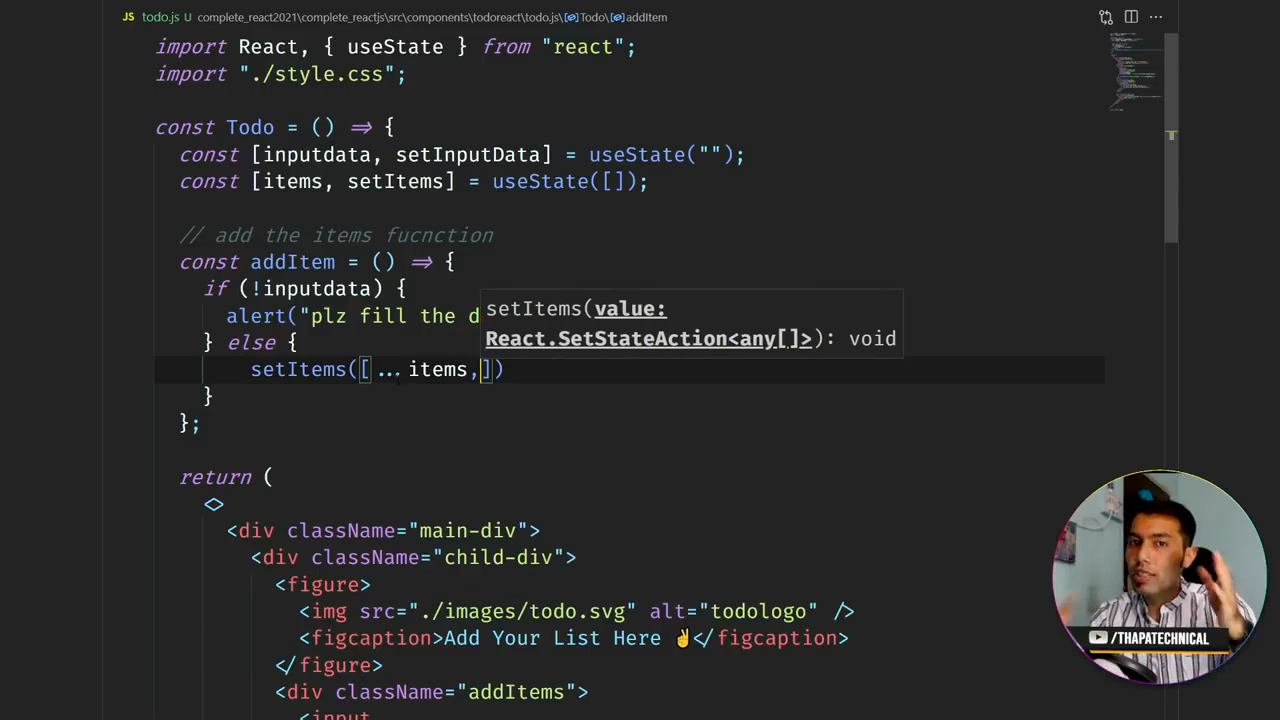 JS todo.js U complete_react2021\complete_reactjs\src\components\todoreact\todo.js\Todo\addItem
import React, { useState } from "react";
import "./style.css";
const Todo = () => {
const [inputdata, setInputData] = useState("");
const [items, setItems] = useState([]);
// add the items fucnction
const addItem = () => {
if (!inputdata) {
alert("plz fill the d
setItems(value:
React.SetStateAction<any[]>): void
} else {
setItems([...items,])
}
};
return (
<>
<div className="main-div">
<div className="child-div">
<figure>
<img src="./images/todo.svg" alt="todologo" />
<figcaption>Add Your List Here ✌</figcaption>
</figure>
<div className="addItems">
<input
/THAPATECHNICAL